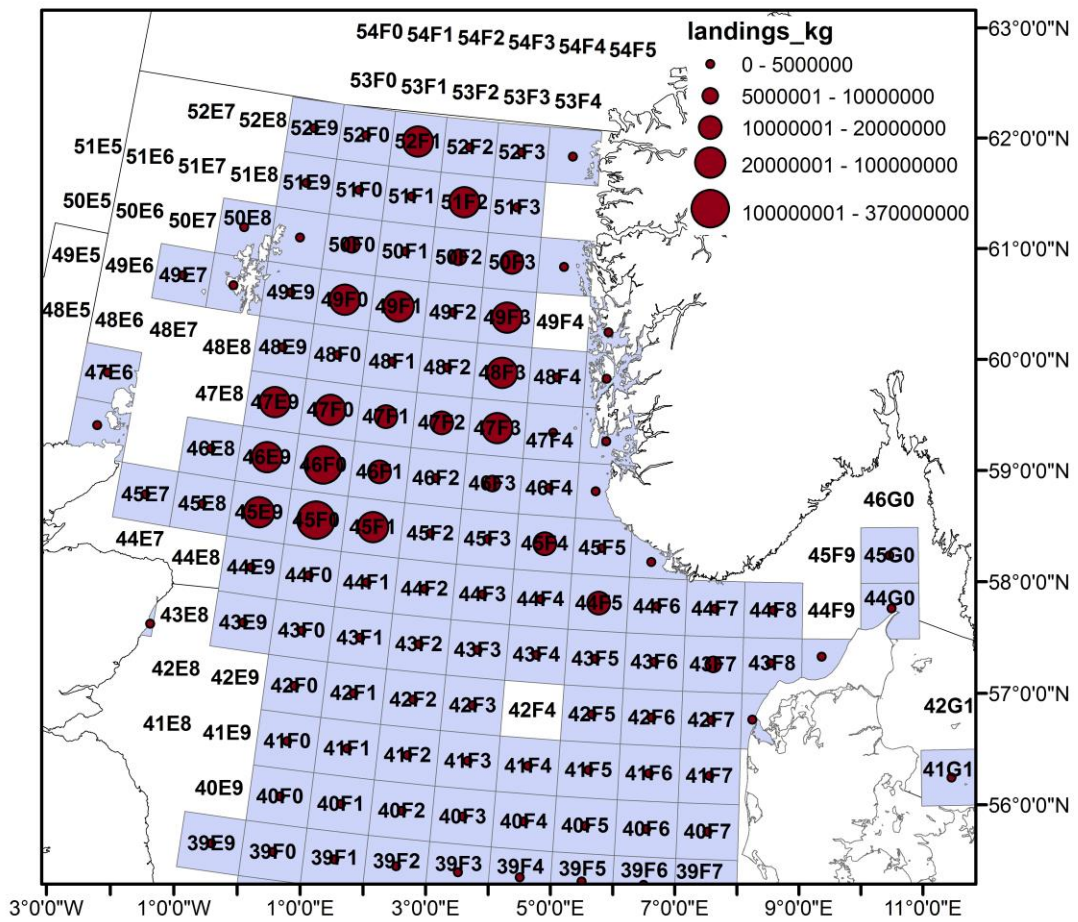 54F0 54F1 54F2 54F3 54F4 54F5
landings_kg
63°0'0"N
0 - 5000000
53F0 53F1 53F2 53F3 53F4
5000001 - 10000000
52E7 52E8 52E9 52F0 52F1 52F2 52F3
10000001 - 20000000
62°0'0"N
51E5 51E6 51E7 51E8 51E9 51F0 51F1 51F2 51F3
20000001 - 100000000
100000001 - 370000000
50E5 50E6 50E7 50E8 50F0 50F1 50F2 50F3
61°0'0"N
49E5 49E6 49E7 49E9 49F0 49F1 49F2 49F3 49F4
48E5 48E6 48E7 48E8 48E9 48F0 48F1 48F2 48F3 48F4
60°0'0"N
47E6 47E8 47E9 47F0 47F1 47F2 47F3 47F4
59°0'0"N
46E8 46E9 46F0 46F1 46F2 46F3 46F4 46G0
45E7 45E8 45E9 45F0 45F1 45F2 45F3 45F4 45F5 45F9 45G0
58°0'0"N
44E7 44E8 44E9 44F0 44F1 44F2 44F3 44F4 44F5 44F6 44F7 44F8 44F9 44G0
43E8 43E9 43F0 43F1 43F2 43F3 43F4 43F5 43F6 43F7 43F8
57°0'0"N
42E8 42E9 42F0 42F1 42F2 42F3 42F4 42F5 42F6 42F7 42G1
41E8 41E9 41F0 41F1 41F2 41F3 41F4 41F5 41F6 41F7 41G1
56°0'0"N
40E9 40F0 40F1 40F2 40F3 40F4 40F5 40F6 40F7
39E9 39F0 39F1 39F2 39F3 39F4 39F5 39F6 39F7
3°0'0"W 1°0'0"W 1°0'0"E 3°0'0"E 5°0'0"E 7°0'0"E 9°0'0"E 11°0'0"E